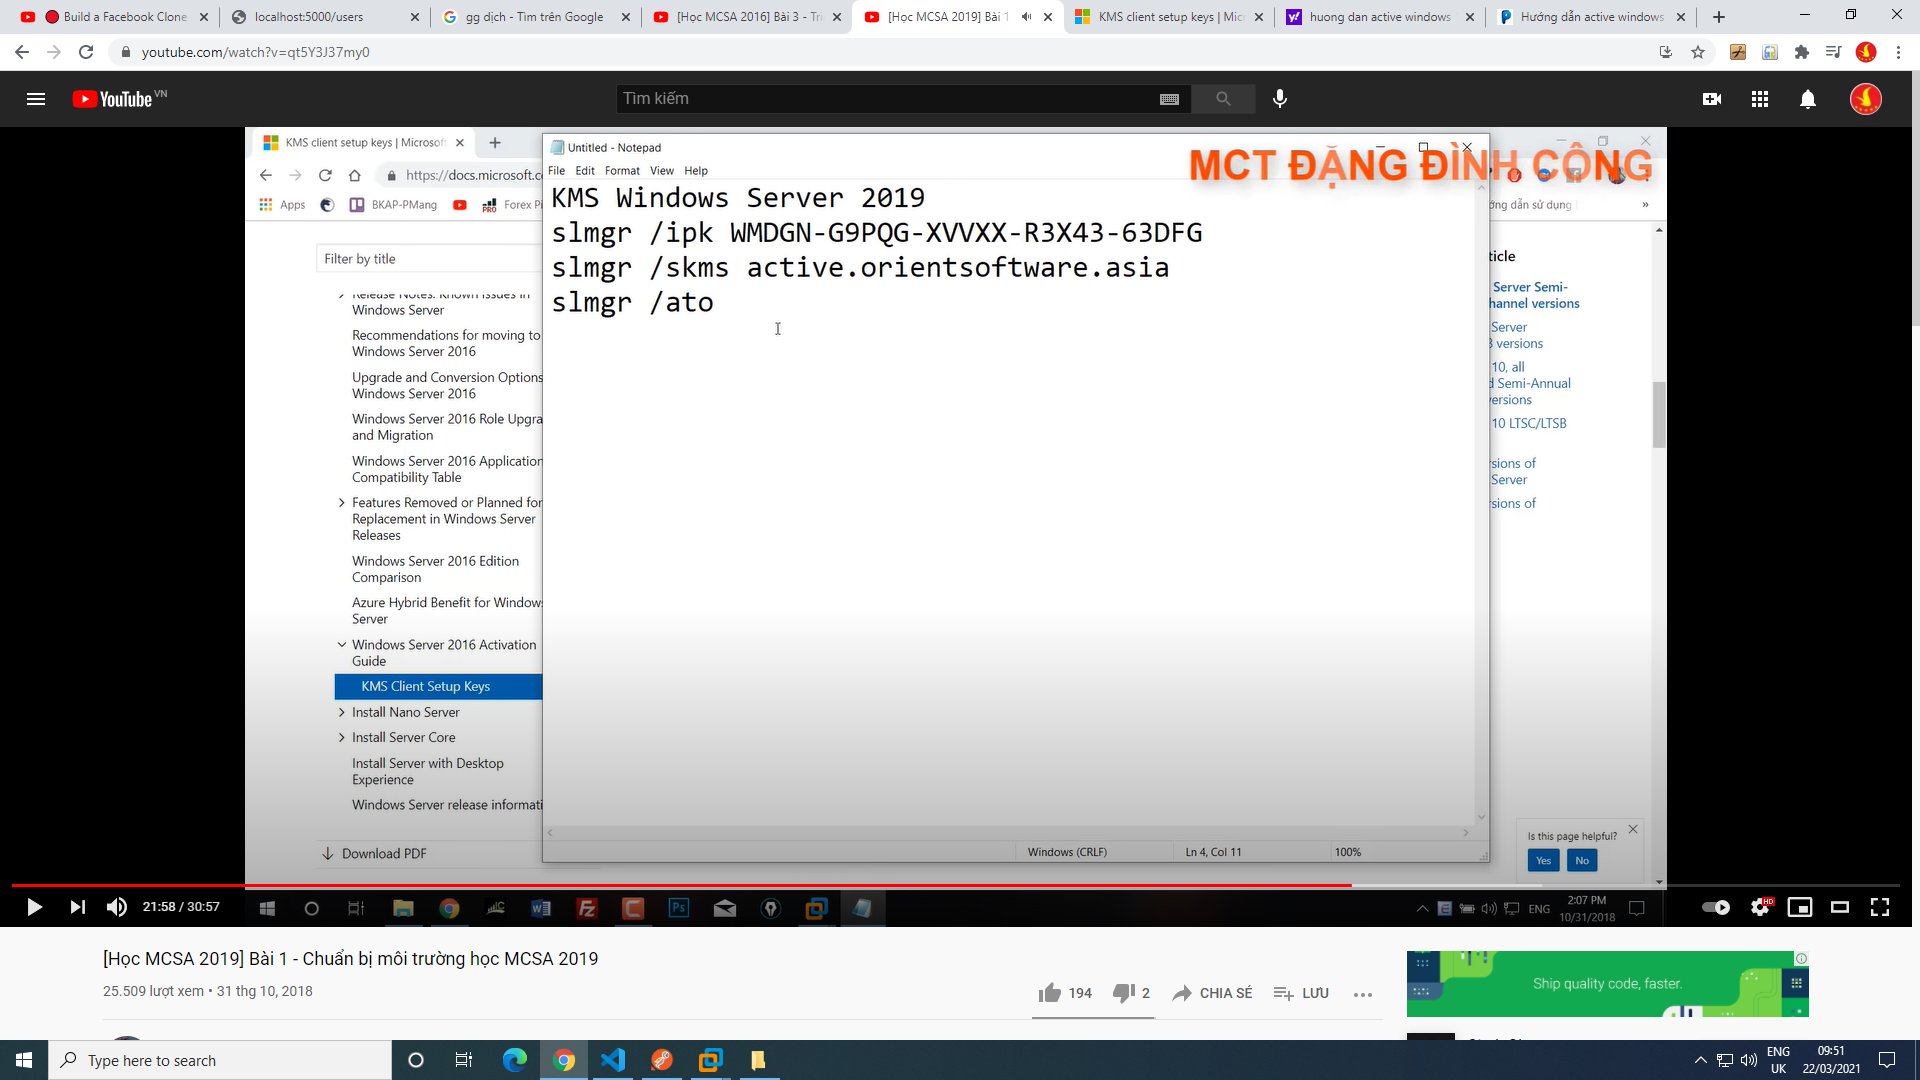 Build a Facebook Clone
localhost:5000/users
gg dịch - Tìm trên Google
[Học MCSA 2016] Bài 3 - Tri
[Học MCSA 2019] Bài 1
KMS client setup keys | Micr
huong dan active windows
Hướng dẫn active windows
youtube.com/watch?v=qt5Y3J37my0
YouTube VN
Tìm kiếm
KMS client setup keys | Microsoft
https://docs.microsoft.co
Apps
BKAP-PMang
Forex Pi
Untitled - Notepad
MCT ĐẶNG ĐÌNH CÔNG
File Edit Format View Help
KMS Windows Server 2019
slmgr /ipk WMDGN-G9PQG-XVVXX-R3X43-63DFG
slmgr /skms active.orientsoftware.asia
slmgr /ato
Filter by title
Release Notes: Known Issues in
Windows Server
Recommendations for moving to
Windows Server 2016
Upgrade and Conversion Options
Windows Server 2016
Windows Server 2016 Role Upgra
and Migration
Windows Server 2016 Application
Compatibility Table
Features Removed or Planned for
Replacement in Windows Server
Releases
Windows Server 2016 Edition
Comparison
Azure Hybrid Benefit for Windows
Server
Windows Server 2016 Activation
Guide
KMS Client Setup Keys
Install Nano Server
Install Server Core
Install Server with Desktop
Experience
Windows Server release informati
Download PDF
ớng dẫn sử dụng
»
ticle
Server Semi-
hannel versions
Server
versions
10, all
d Semi-Annual
versions
10 LTSC/LTSB
rsions of
Server
rsions of
Is this page helpful?
Yes No
Windows (CRLF) Ln 4, Col 11 100%
21:58 / 30:57
ENG
2:07 PM
10/31/2018
HD
[Học MCSA 2019] Bài 1 - Chuẩn bị môi trường học MCSA 2019
25.509 lượt xem • 31 thg 10, 2018
194 2 CHIA SẺ LƯU
Ship quality code, faster.
Type here to search
ENG
UK
09:51
22/03/2021